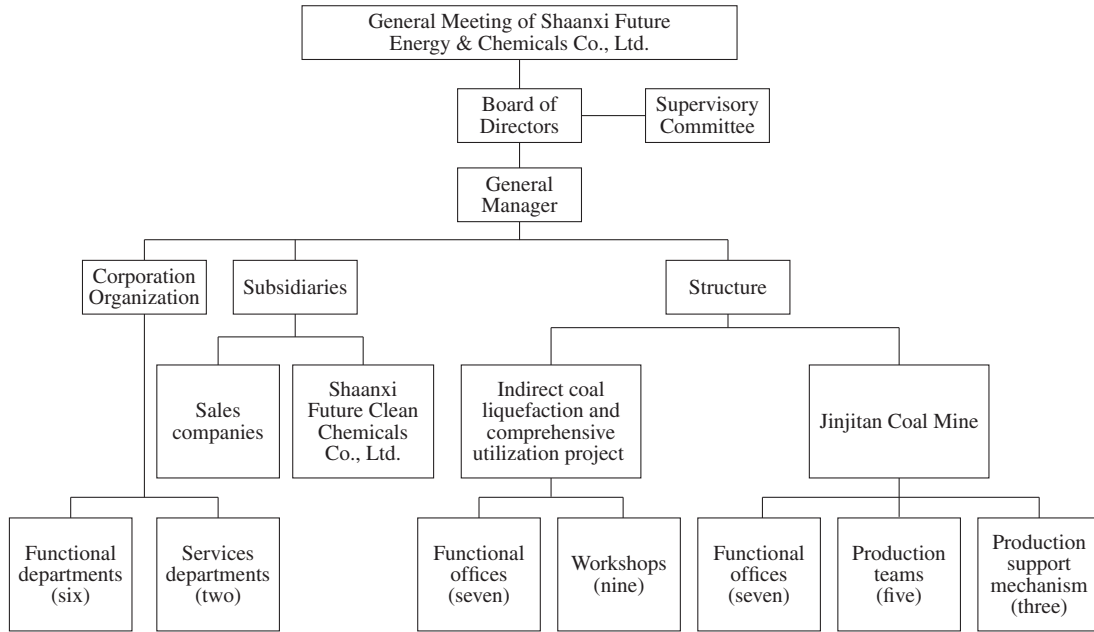 General Meeting of Shaanxi Future
Energy & Chemicals Co., Ltd.
Board of
Directors
Supervisory
Committee
General
Manager
Corporation
Organization
Subsidiaries
Structure
Sales
companies
Shaanxi
Future Clean
Chemicals
Co., Ltd.
Indirect coal
liquefaction and
comprehensive
utilization project
Jinjitan Coal Mine
Functional
departments
(six)
Services
departments
(two)
Functional
offices
(seven)
Workshops
(nine)
Functional
offices
(seven)
Production
teams
(five)
Production
support
mechanism
(three)